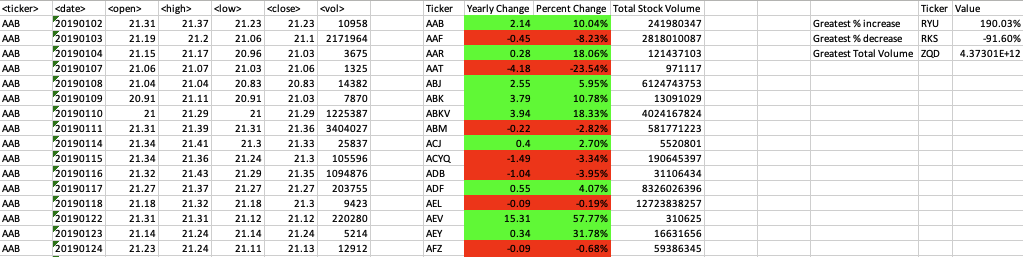 <ticker> <date> <open> <high> <low> <close> <vol> Ticker Yearly Change Percent Change Total Stock Volume Ticker Value
AAB 20190102 21.31 21.37 21.23 21.23 10958 AAB 2.14 10.04% 241980347 Greatest % increase RYU 190.03%
AAB 20190103 21.19 21.2 21.06 21.1 2171964 AAF -0.45 -8.23% 2818010087 Greatest % decrease RKS -91.60%
AAB 20190104 21.15 21.17 20.96 21.03 3675 AAR 0.28 18.06% 121437103 Greatest Total Volume ZQD 4.37301E+12
AAB 20190107 21.06 21.07 21.03 21.06 1325 AAT -4.18 -23.54% 971117
AAB 20190108 21.04 21.04 20.83 20.83 14382 ABJ 2.55 5.95% 6124743753
AAB 20190109 20.91 21.11 20.91 21.03 7870 ABK 3.79 10.78% 13091029
AAB 20190110 21 21.29 21 21.29 1225387 ABKV 3.94 18.33% 4024167824
AAB 20190111 21.31 21.39 21.31 21.36 3404027 ABM -0.22 -2.82% 581771223
AAB 20190114 21.34 21.41 21.3 21.33 25837 ACJ 0.4 2.70% 5520801
AAB 20190115 21.34 21.36 21.24 21.3 105596 ACYQ -1.49 -3.34% 190645397
AAB 20190116 21.32 21.43 21.29 21.35 1094876 ADB -1.04 -3.95% 31106434
AAB 20190117 21.27 21.37 21.27 21.27 203755 ADF 0.55 4.07% 8326026396
AAB 20190118 21.18 21.32 21.18 21.3 9423 AEL -0.09 -0.19% 12723838257
AAB 20190122 21.31 21.31 21.12 21.12 220280 AEV 15.31 57.77% 310625
AAB 20190123 21.14 21.24 21.14 21.24 5214 AEY 0.34 31.78% 16631656
AAB 20190124 21.23 21.24 21.11 21.13 12912 AFZ -0.09 -0.68% 59386345